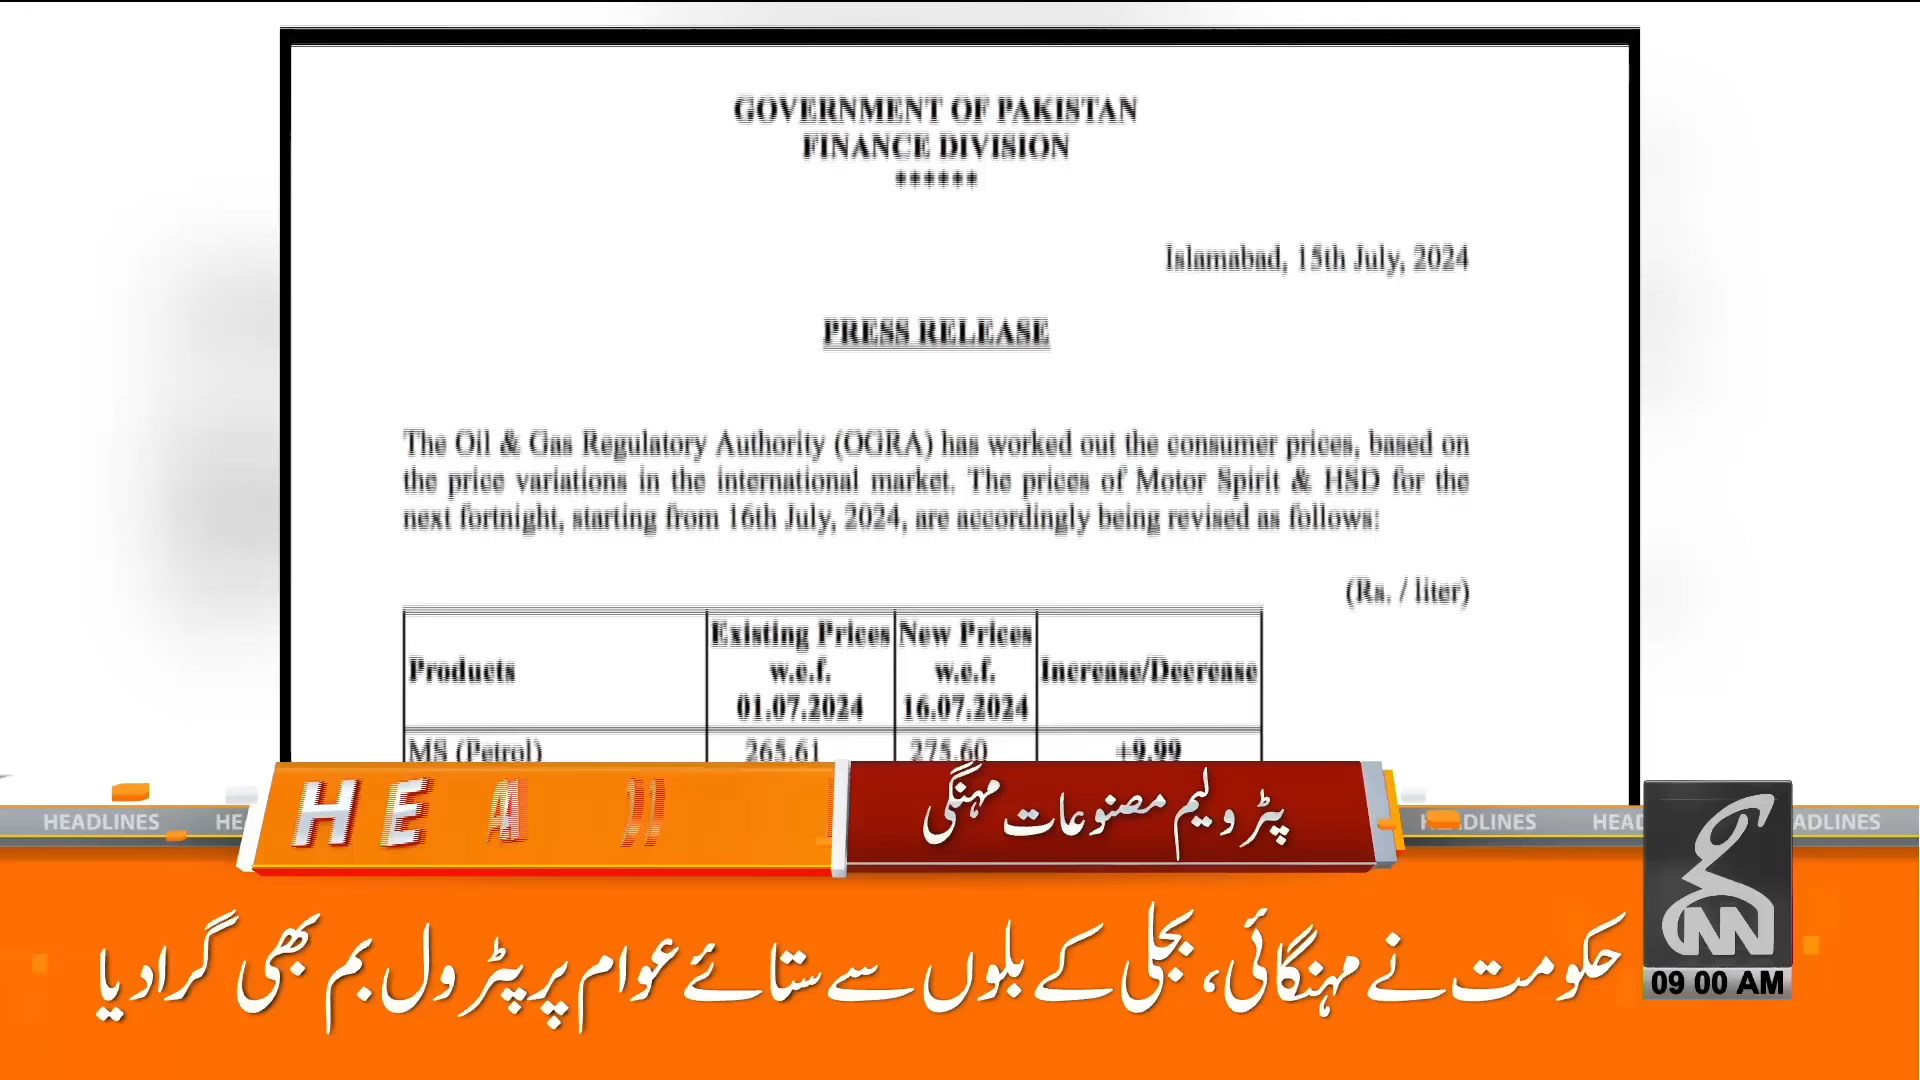 GOVERNMENT OF PAKISTAN
FINANCE DIVISION
******
Islamabad, 15th July, 2024
PRESS RELEASE
The Oil & Gas Regulatory Authority (OGRA) has worked out the consumer prices, based on
the price variations in the international market. The prices of Motor Spirit & HSD for the
next fortnight, starting from 16th July, 2024, are accordingly being revised as follows:
(Rs. / liter)
Products
Existing Prices w.e.f. 01.07.2024
New Prices w.e.f. 16.07.2024
Increase/Decrease
MS (Petrol) 265.61 275.60 +9.99
HEA
پٹرولیم مصنوعات مہنگی
HEADLINES HE HEADLINES HEAD ADLINES
حکومت نے مہنگائی، بجلی کے بلوں سے ستائے عوام پر پٹرول بم بھی گرادیا
GNN
09 00 AM